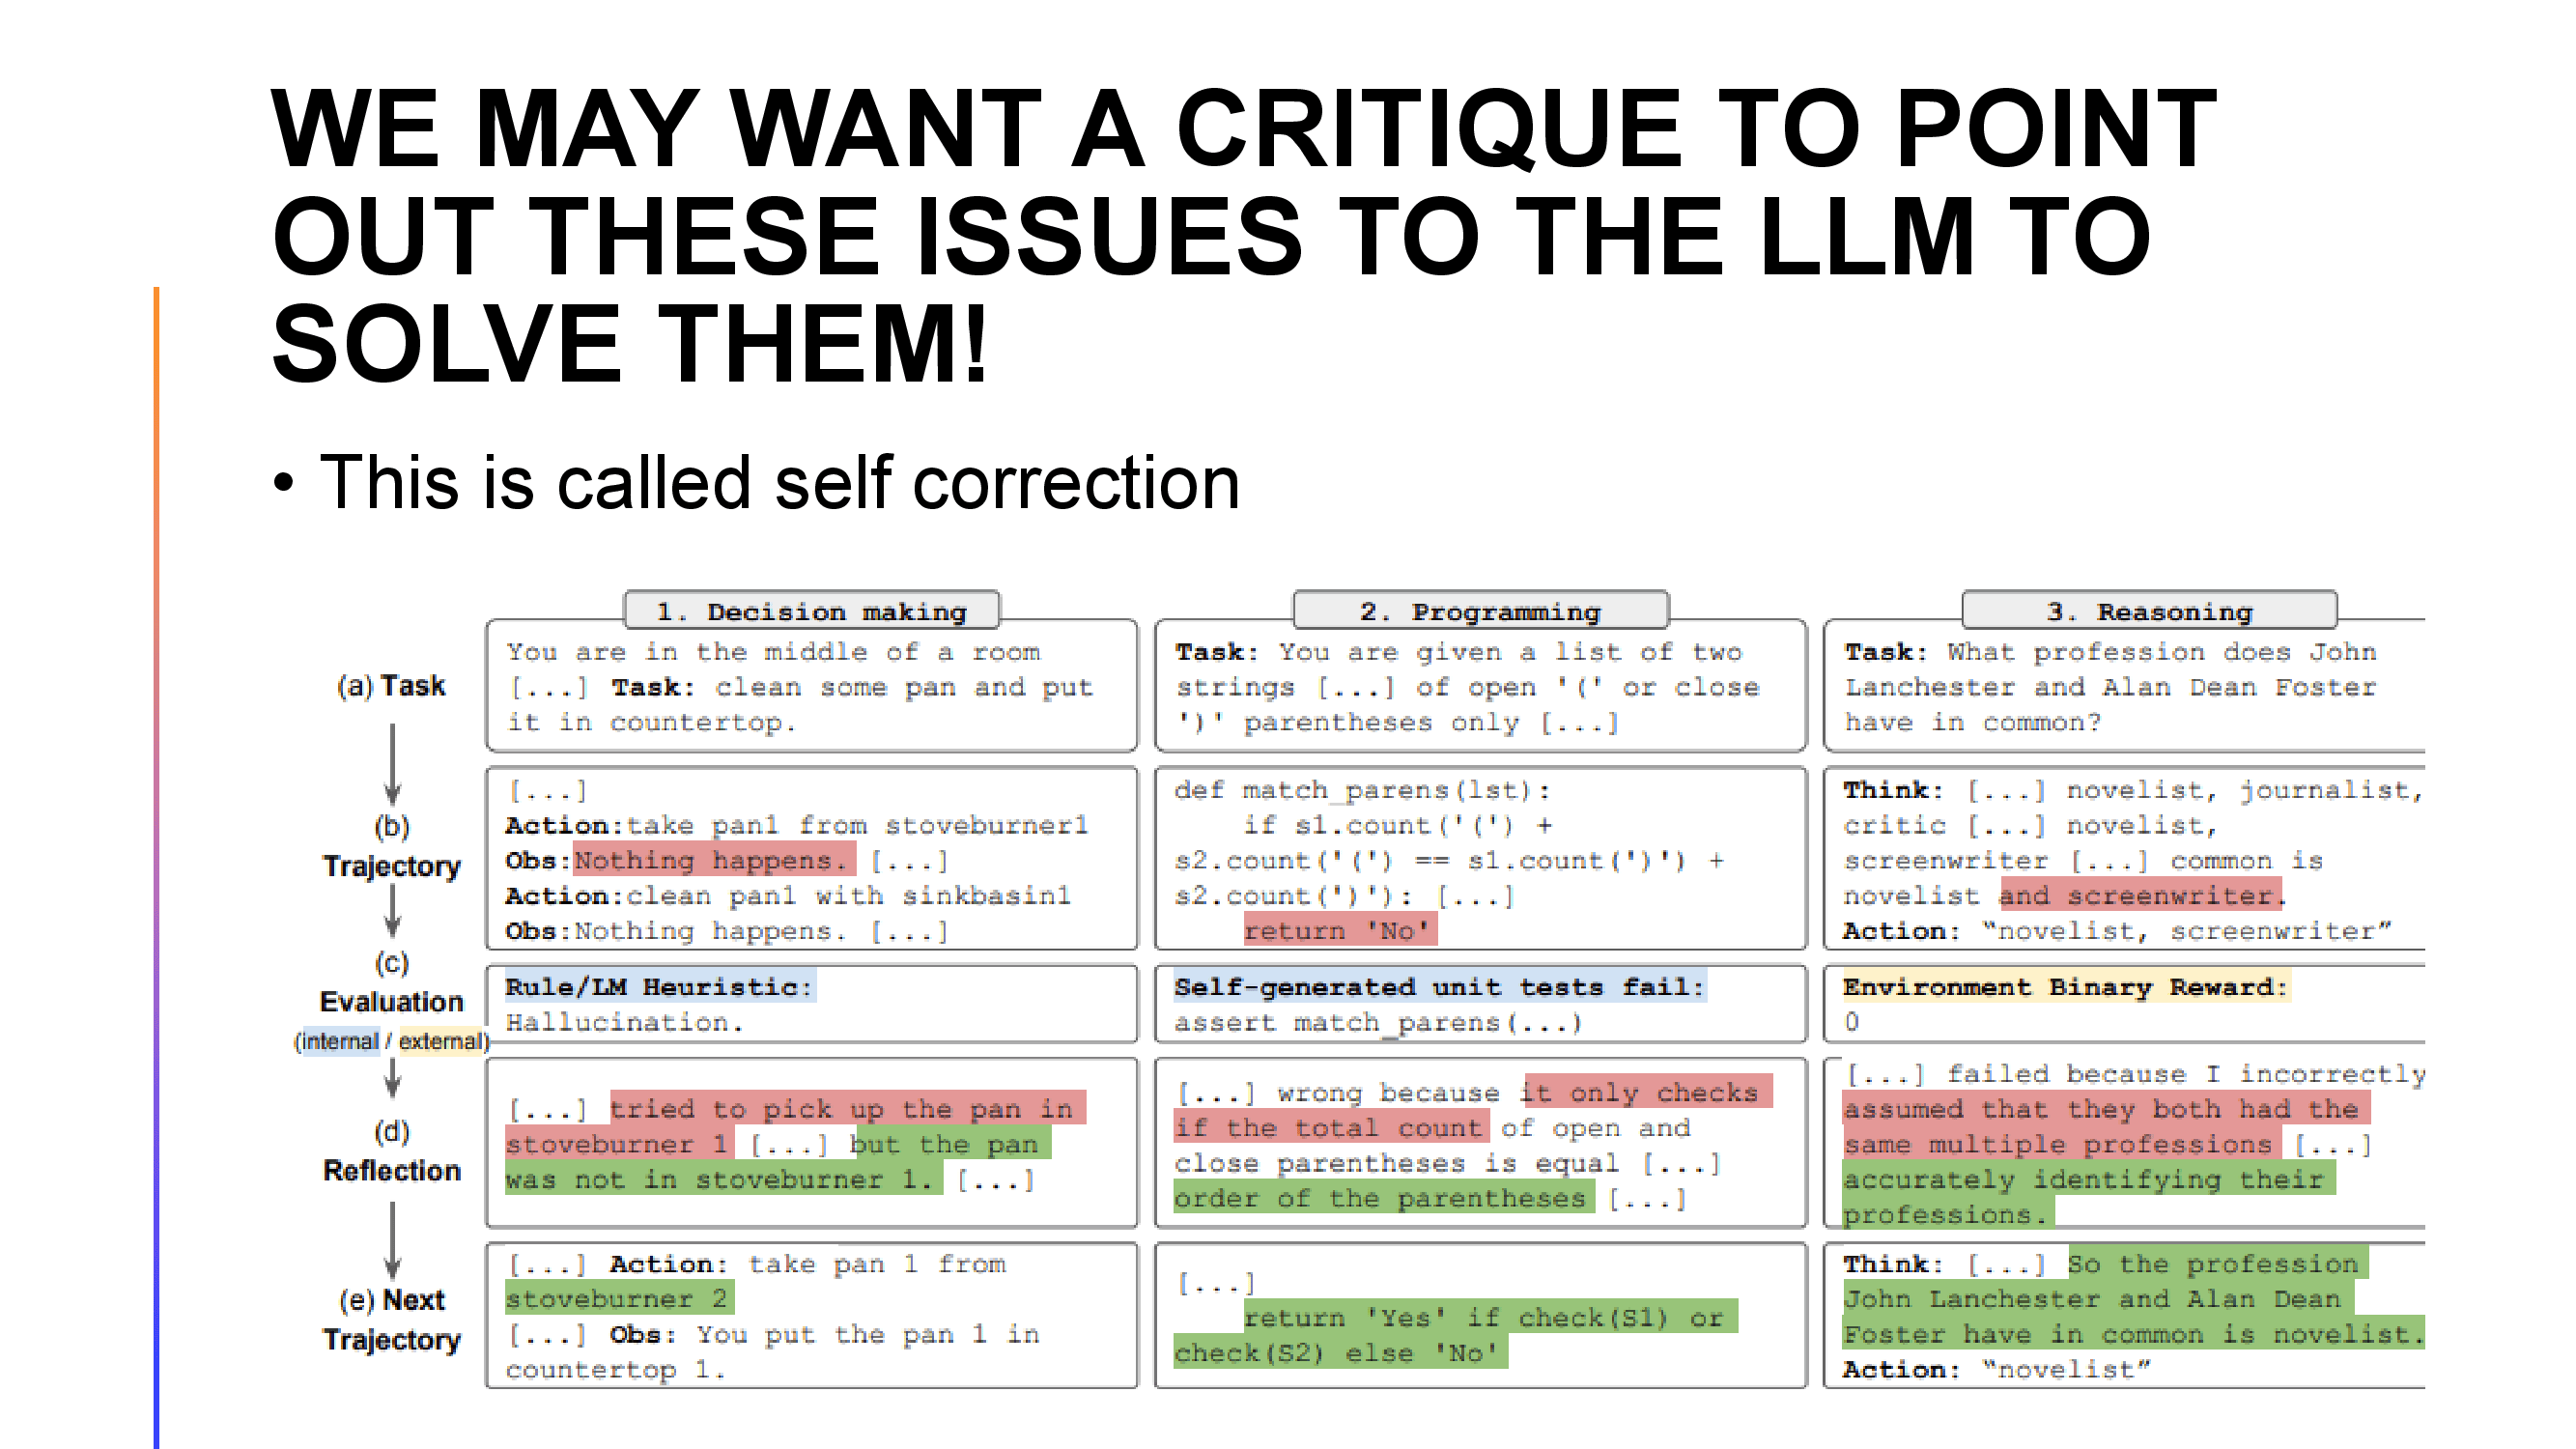 WE MAY WANT A CRITIQUE TO POINT
OUT THESE ISSUES TO THE LLM TO
SOLVE THEM!
• This is called self correction
1. Decision making
2. Programming
3. Reasoning
(a) Task
You are in the middle of a room
[...] Task: clean some pan and put
it in countertop.
Task: You are given a list of two
strings [...] of open '(' or close
')' parentheses only [...]
Task: What profession does John
Lanchester and Alan Dean Foster
have in common?
(b)
Trajectory
[...]
Action:take pan1 from stoveburner1
Obs:Nothing happens. [...]
Action:clean pan1 with sinkbasin1
Obs:Nothing happens. [...]
def match_parens(lst):
if s1.count('(') +
s2.count('(') == s1.count(')') +
s2.count(')'): [...]
return 'No'
Think: [...] novelist, journalist,
critic [...] novelist,
screenwriter [...] common is
novelist and screenwriter.
Action: “novelist, screenwriter”
(c)
Evaluation
(internal / external)
Rule/LM Heuristic:
Hallucination.
Self-generated unit tests fail:
assert match_parens(...)
Environment Binary Reward:
0
(d)
Reflection
[...] tried to pick up the pan in
stoveburner 1 [...] but the pan
was not in stoveburner 1. [...]
[...] wrong because it only checks
if the total count of open and
close parentheses is equal [...]
order of the parentheses [...]
[...] failed because I incorrectly
assumed that they both had the
same multiple professions [...]
accurately identifying their
professions.
(e) Next
Trajectory
[...] Action: take pan 1 from
stoveburner 2
[...] Obs: You put the pan 1 in
countertop 1.
[...]
return 'Yes' if check(S1) or
check(S2) else 'No'
Think: [...] So the profession
John Lanchester and Alan Dean
Foster have in common is novelist.
Action: “novelist”